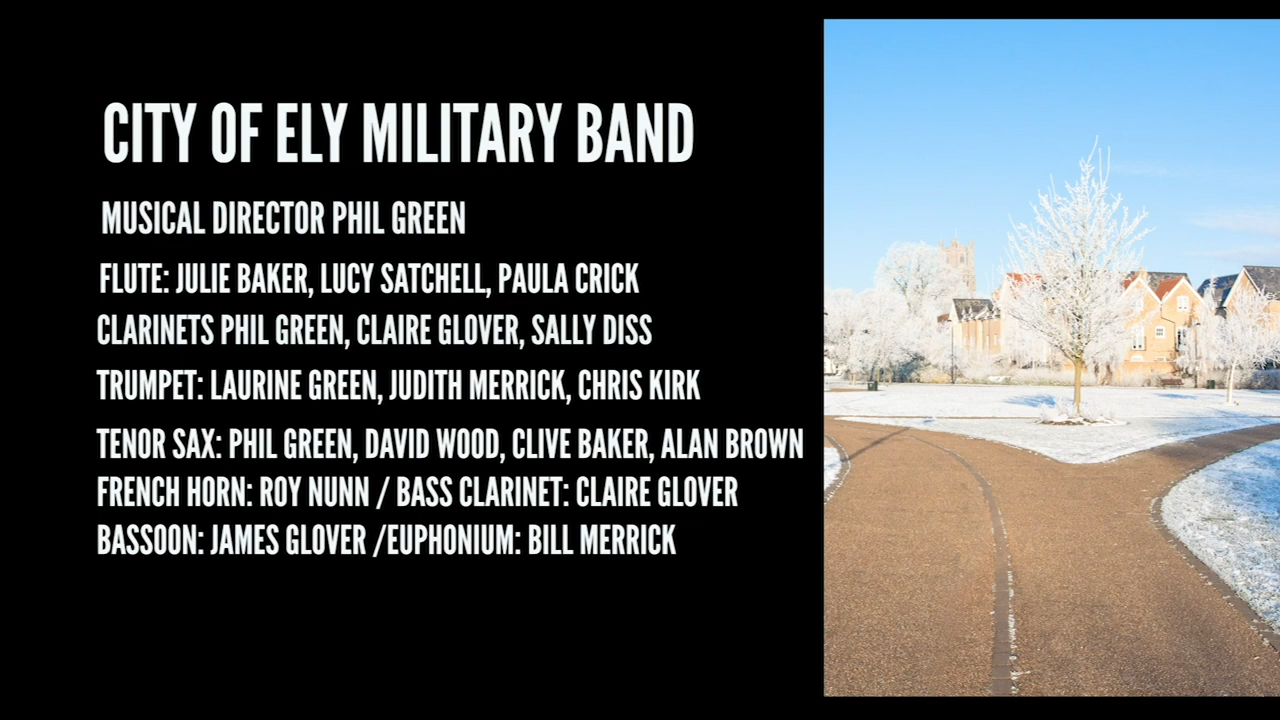 CITY OF ELY MILITARY BAND
MUSICAL DIRECTOR PHIL GREEN
FLUTE: JULIE BAKER, LUCY SATCHELL, PAULA CRICK
CLARINETS PHIL GREEN, CLAIRE GLOVER, SALLY DISS
TRUMPET: LAURINE GREEN, JUDITH MERRICK, CHRIS KIRK
TENOR SAX: PHIL GREEN, DAVID WOOD, CLIVE BAKER, ALAN BROWN
FRENCH HORN: ROY NUNN / BASS CLARINET: CLAIRE GLOVER
BASSOON: JAMES GLOVER /EUPHONIUM: BILL MERRICK